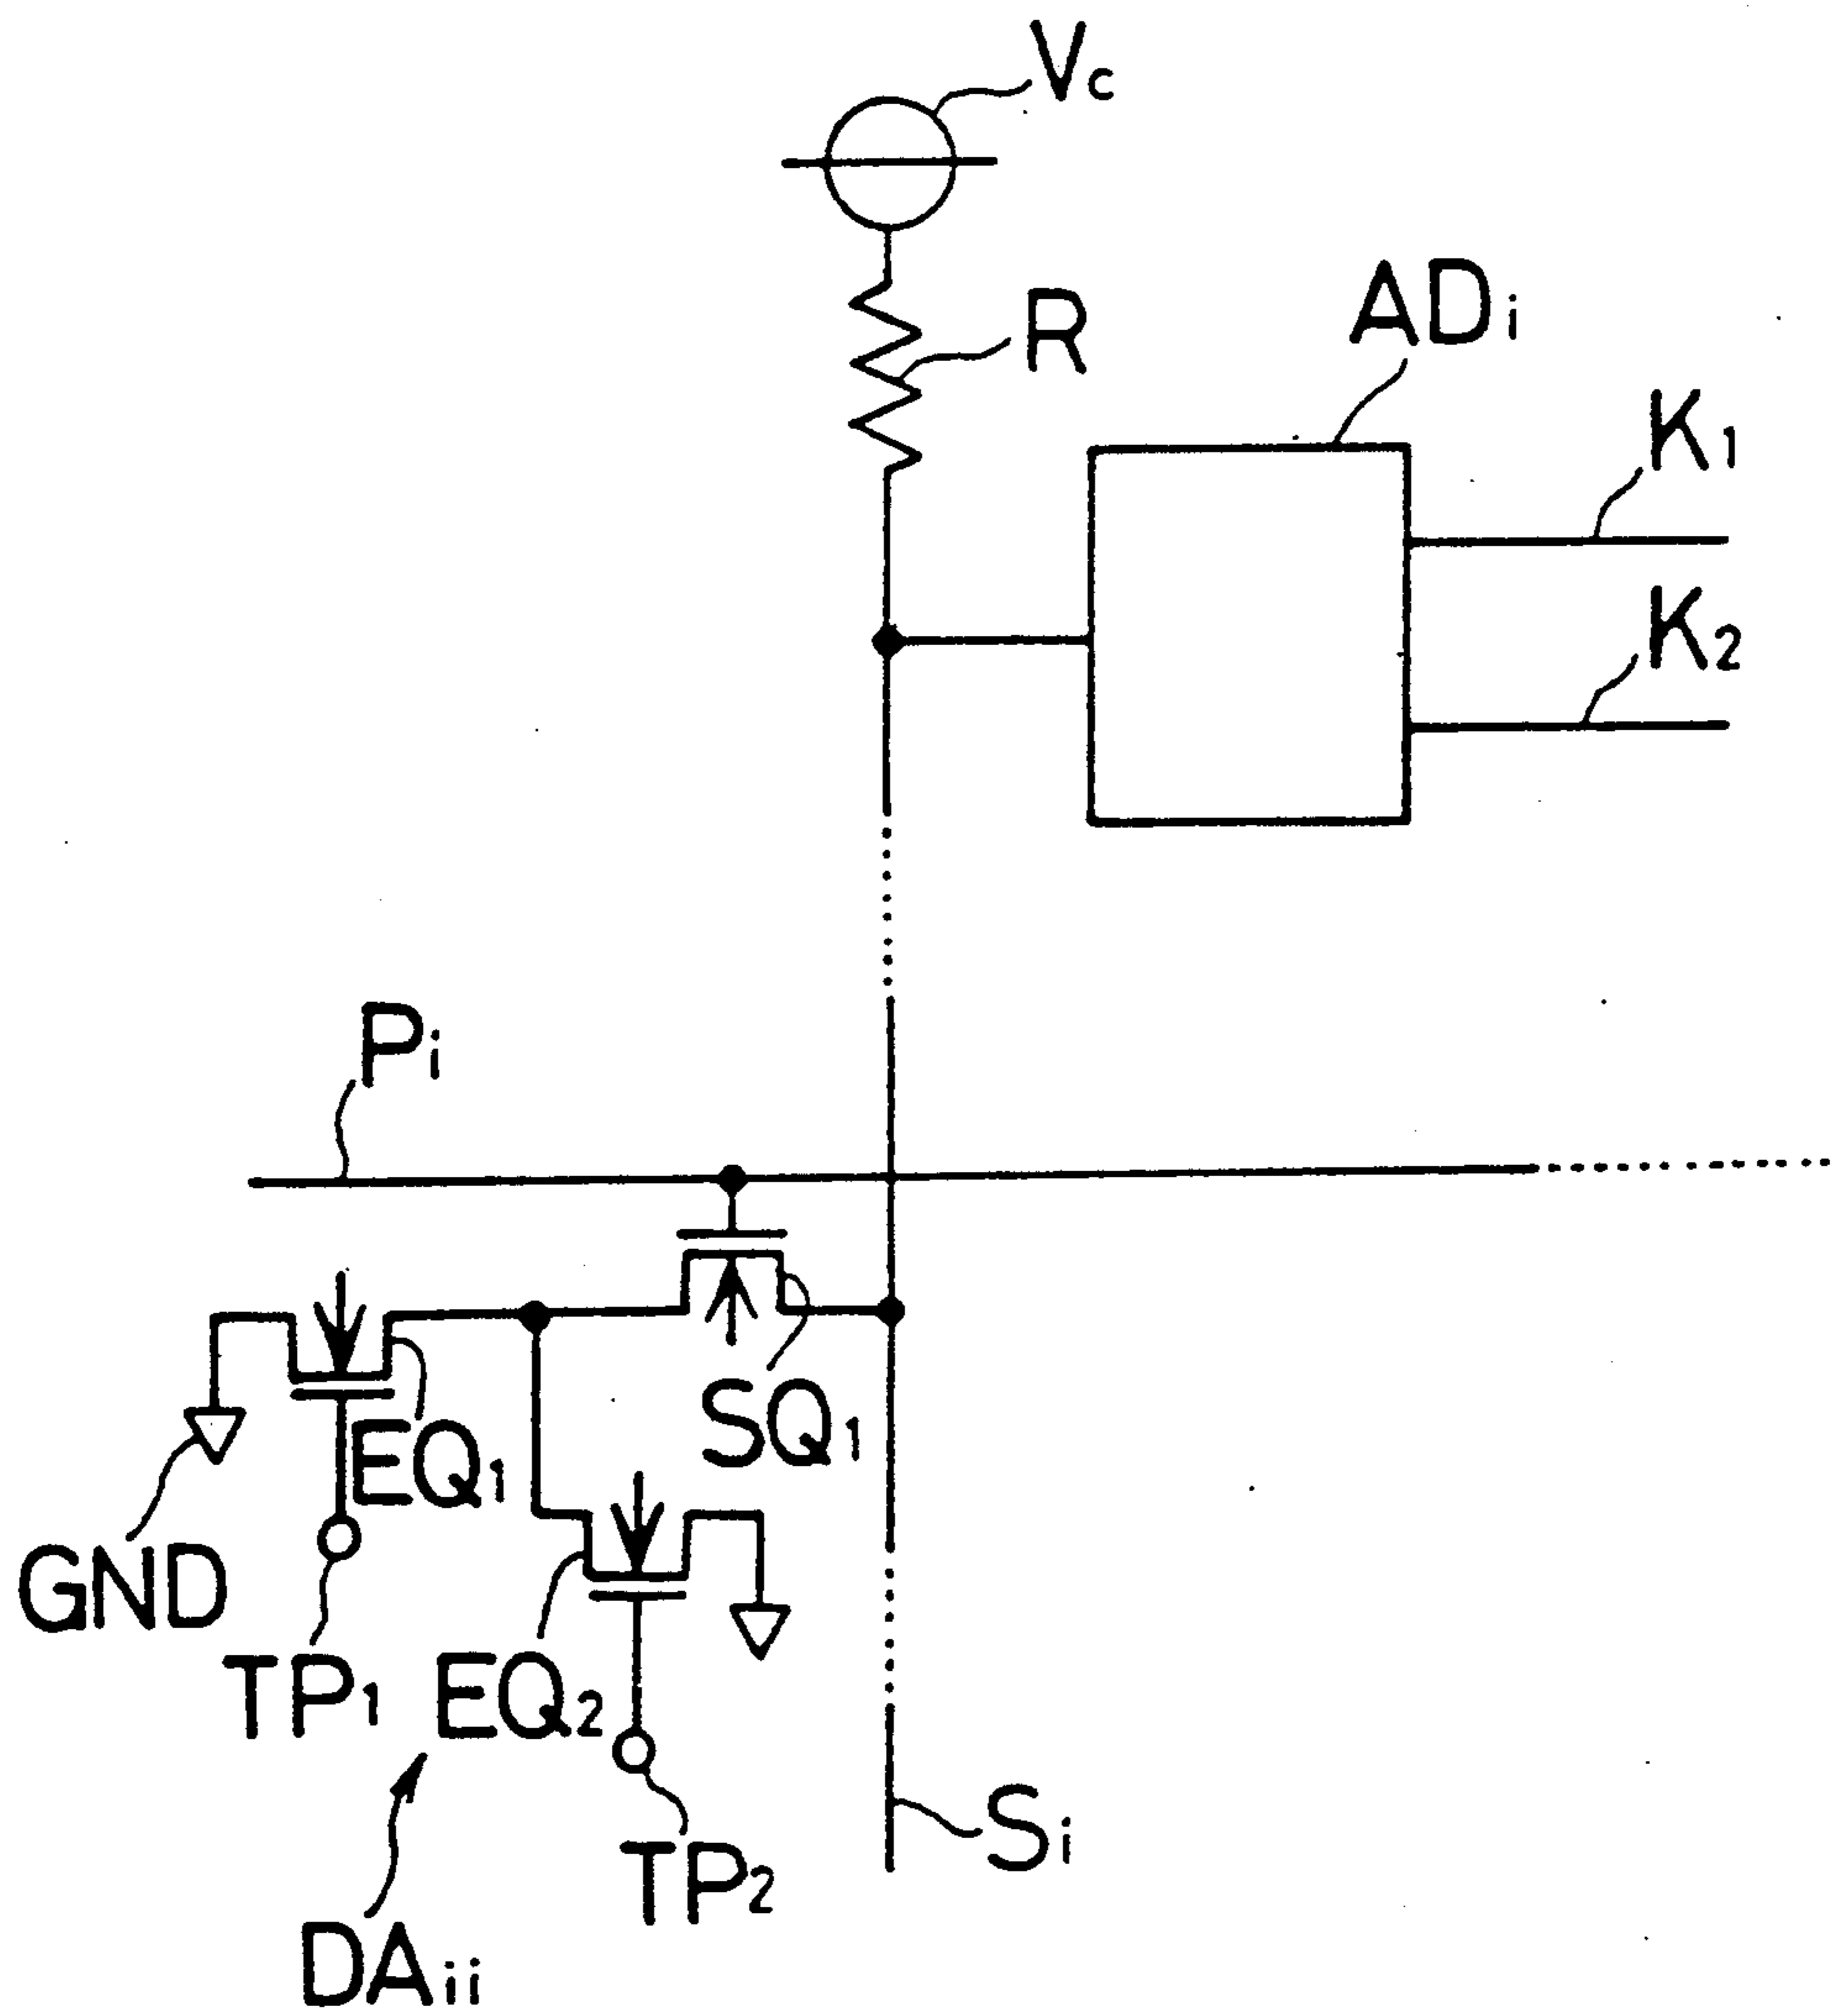 Vc
R
ADi
K1
K2
Pi
SQ1
EQ1
GND
TP1
EQ2
TP2
Si
DAii